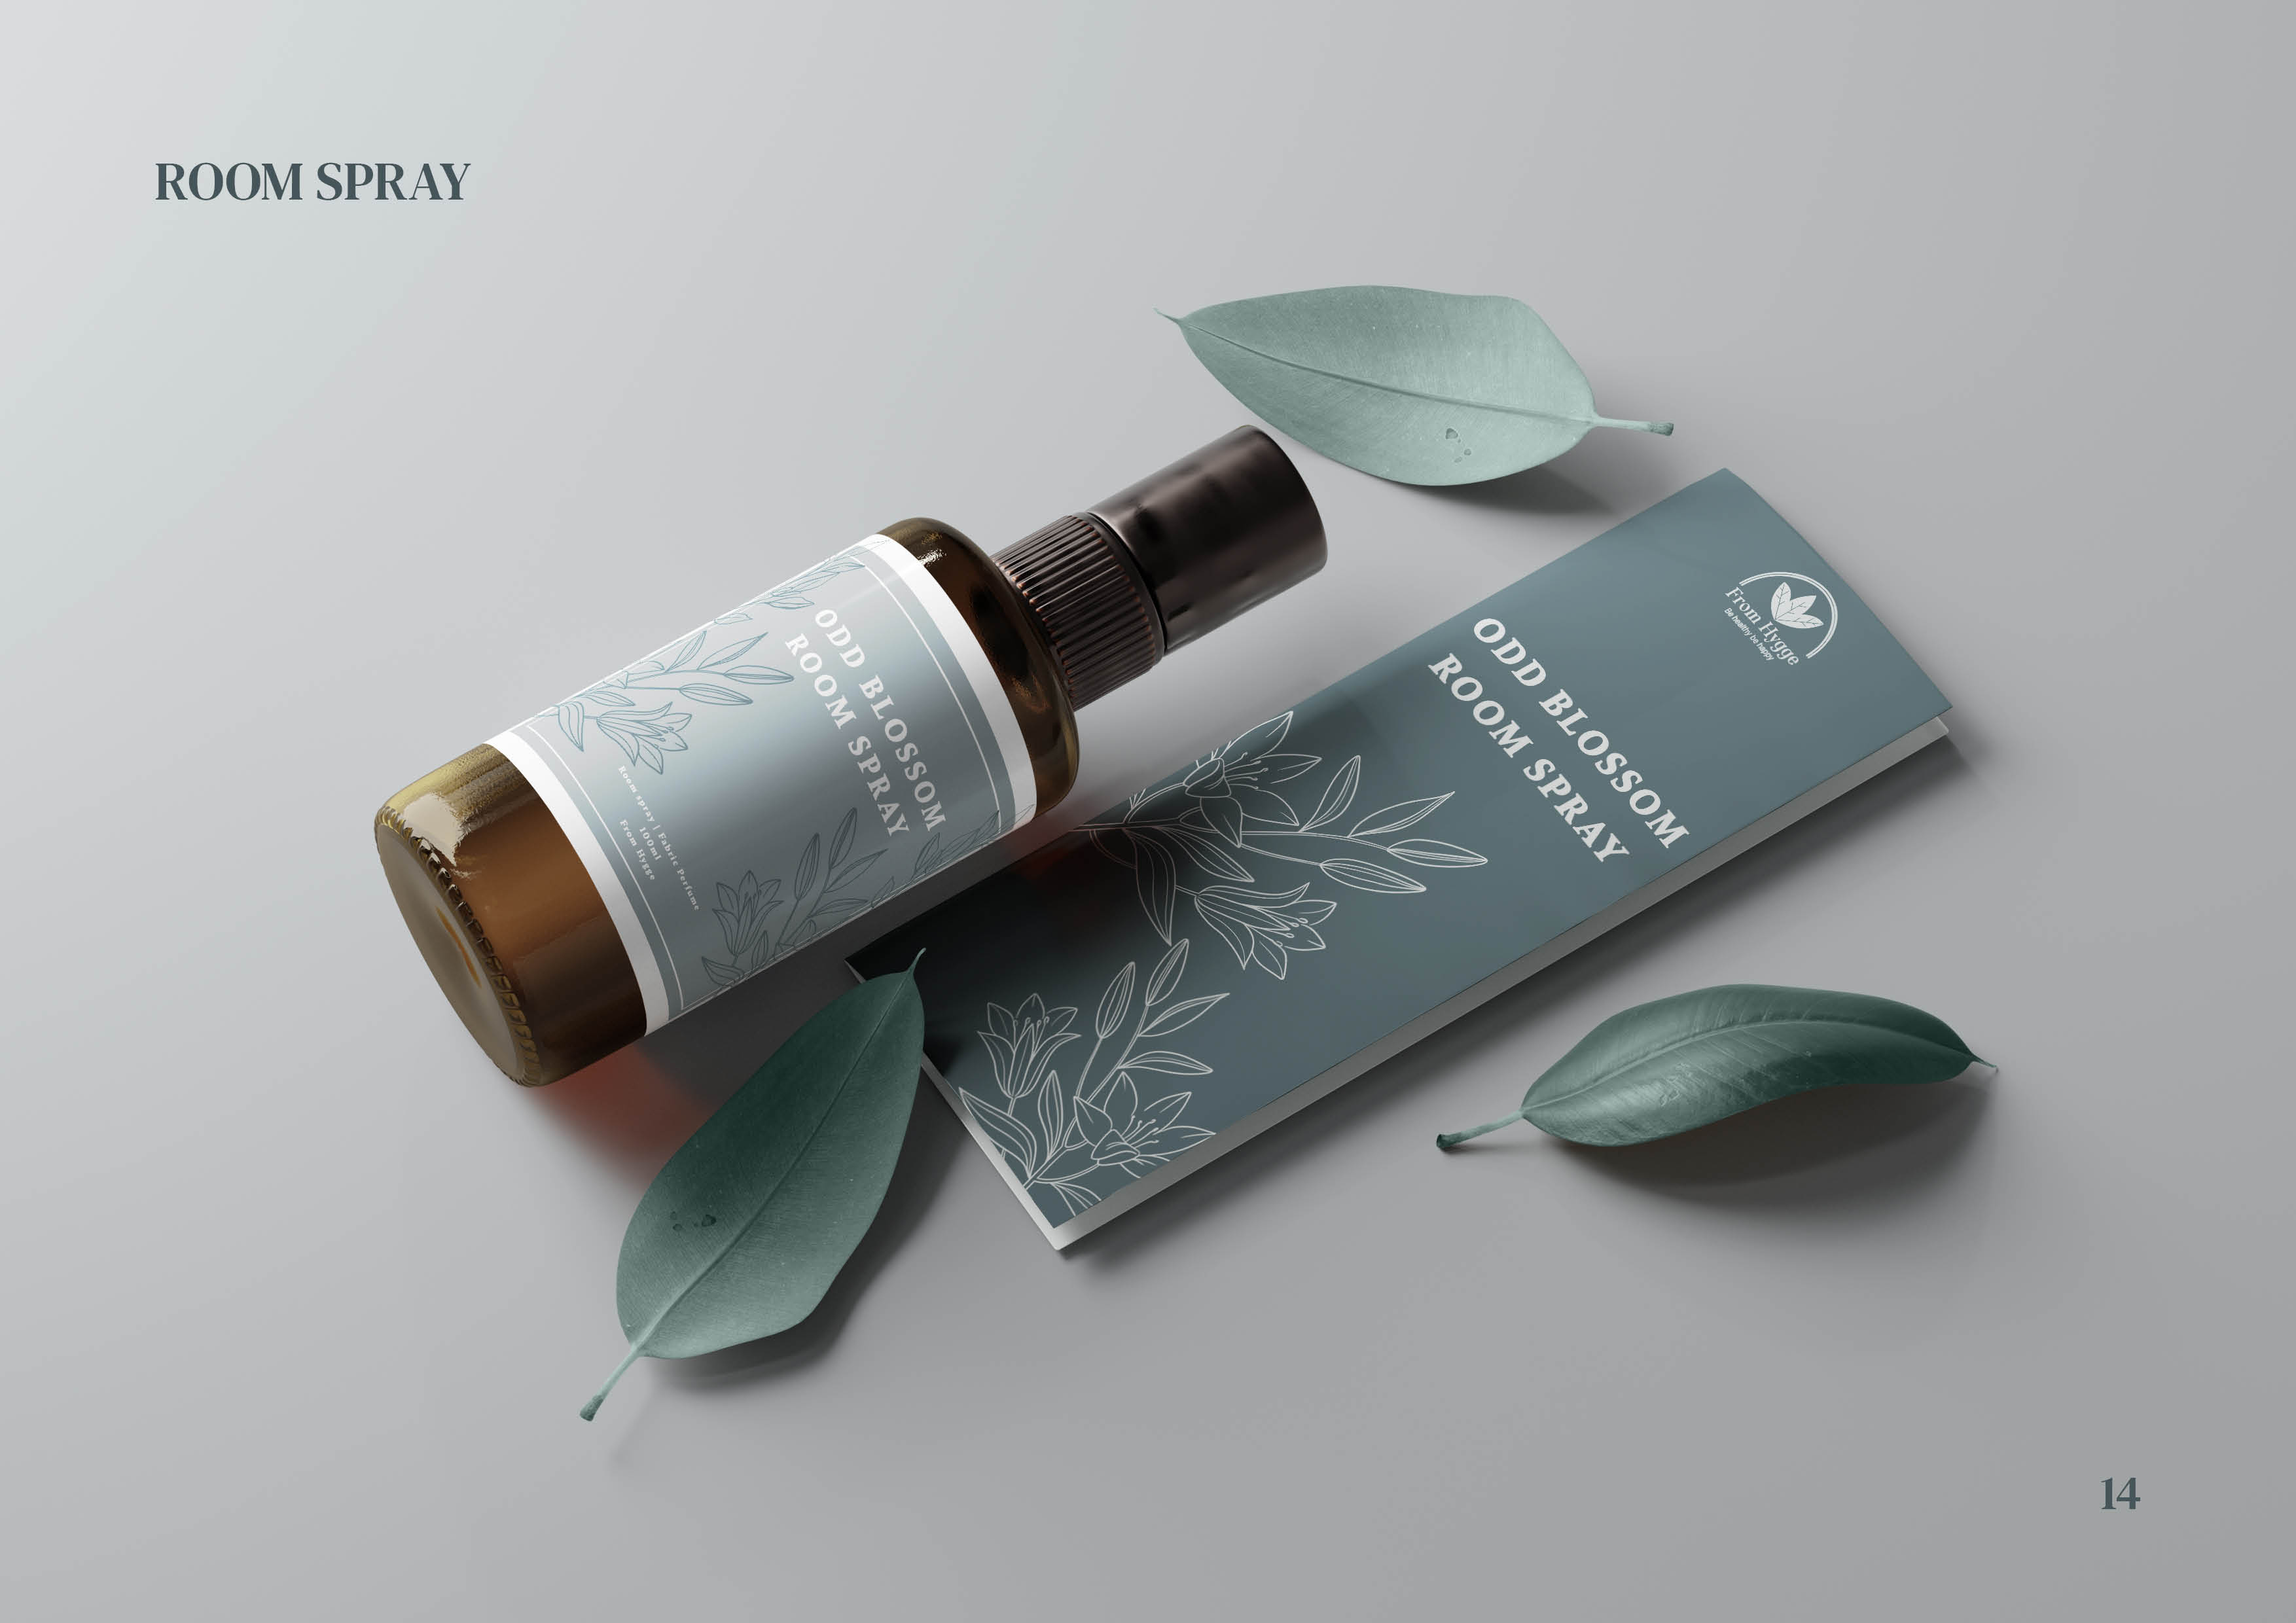 ROOM SPRAY
ODD BLOSSOM
ROOM SPRAY
Room spray | Fabric Perfume
100ml
From Hygge
From Hygge
Be healthy be happy
ODD BLOSSOM
ROOM SPRAY
14